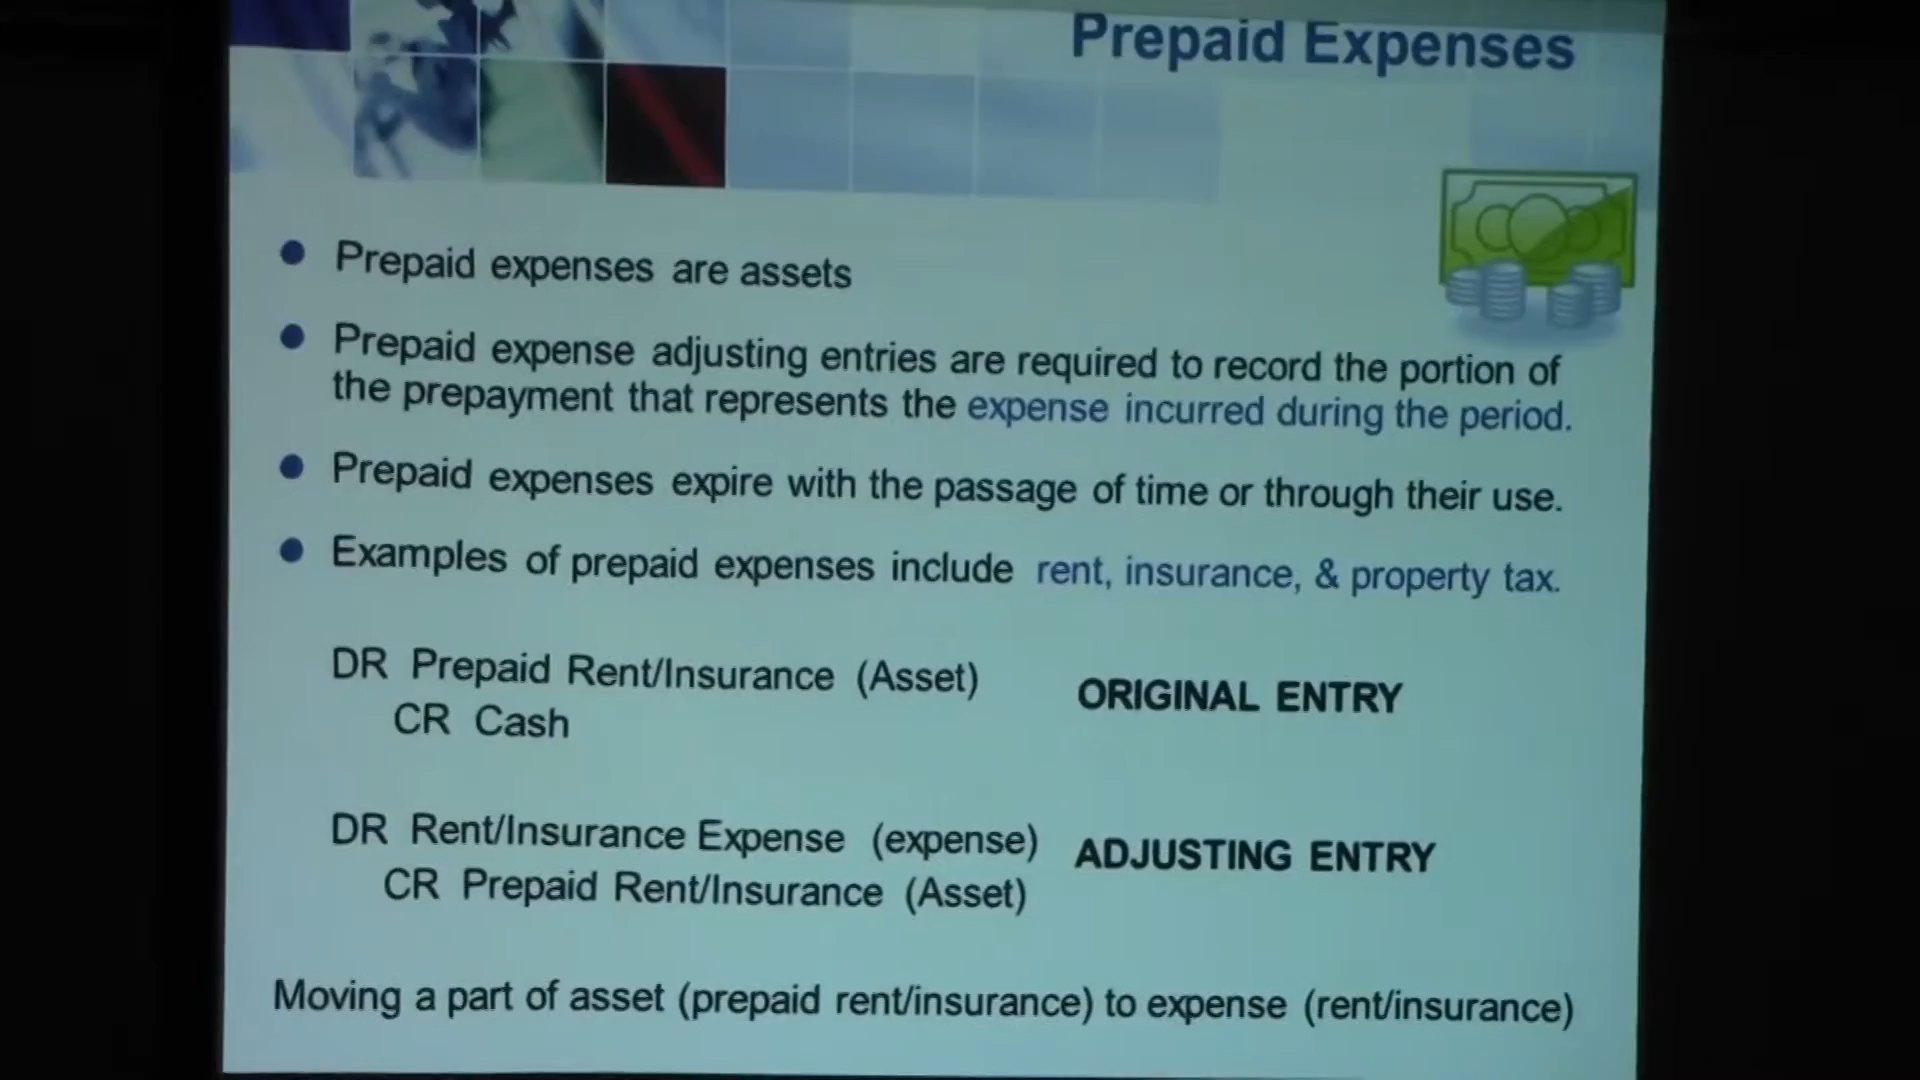 Prepaid Expenses
Prepaid expenses are assets
Prepaid expense adjusting entries are required to record the portion of
the prepayment that represents the expense incurred during the period.
Prepaid expenses expire with the passage of time or through their use.
Examples of prepaid expenses include rent, insurance, & property tax.
DR Prepaid Rent/Insurance (Asset) ORIGINAL ENTRY
CR Cash
DR Rent/Insurance Expense (expense) ADJUSTING ENTRY
CR Prepaid Rent/Insurance (Asset)
Moving a part of asset (prepaid rent/insurance) to expense (rent/insurance)